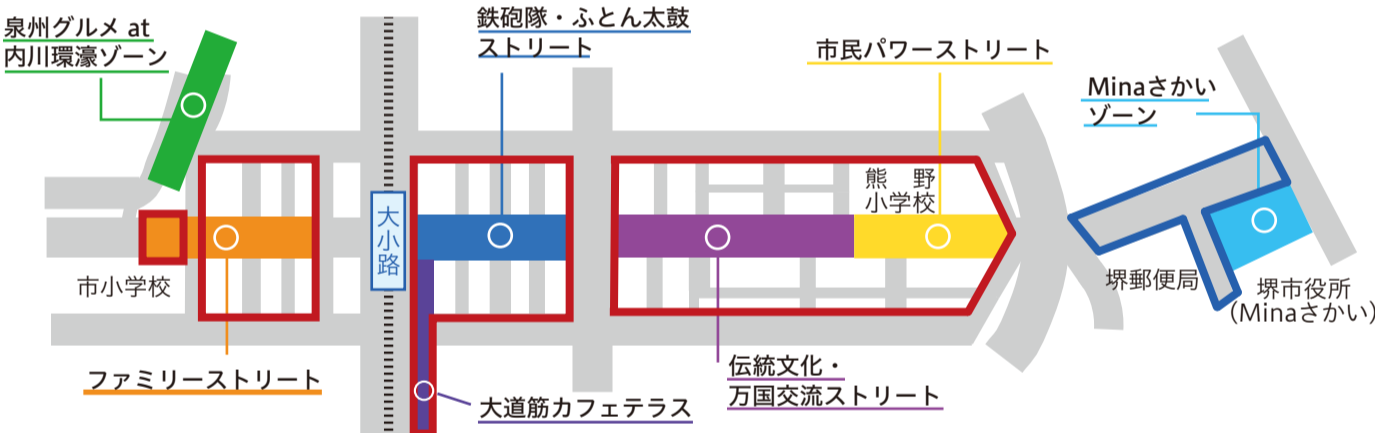 泉州グルメ at
内川環濠ゾーン
鉄砲隊・ふとん太鼓
ストリート
市民パワーストリート
Minaさかい
ゾーン
熊 野
小学校
大小路
市小学校
堺郵便局
堺市役所
(Minaさかい)
ファミリーストリート
大道筋カフェテラス
伝統文化・
万国交流ストリート